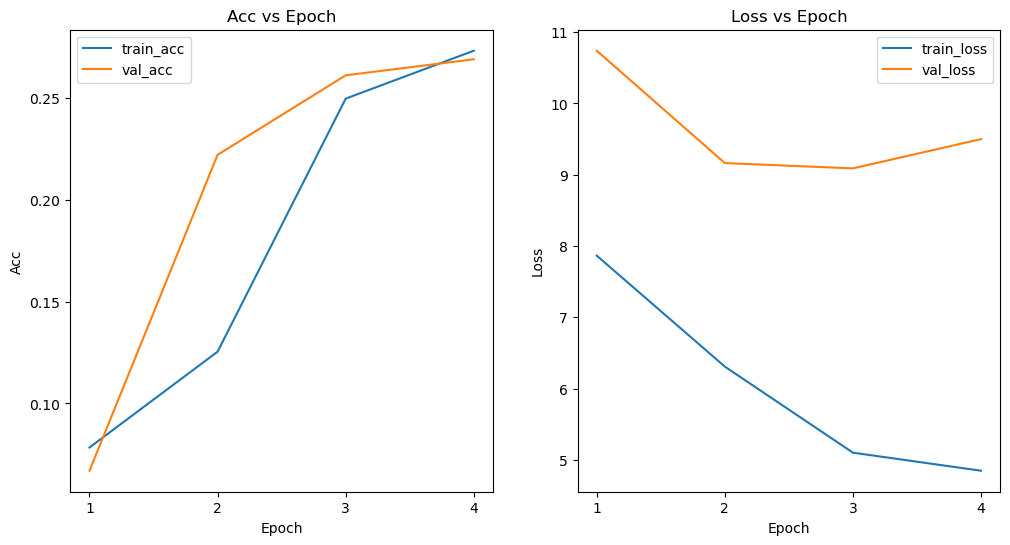 Acc vs Epoch
train_acc
val_acc
0.25
0.20
0.15
0.10
Acc
1 2 3 4
Epoch
Loss vs Epoch
train_loss
val_loss
11
10
9
8
7
6
5
Loss
1 2 3 4
Epoch